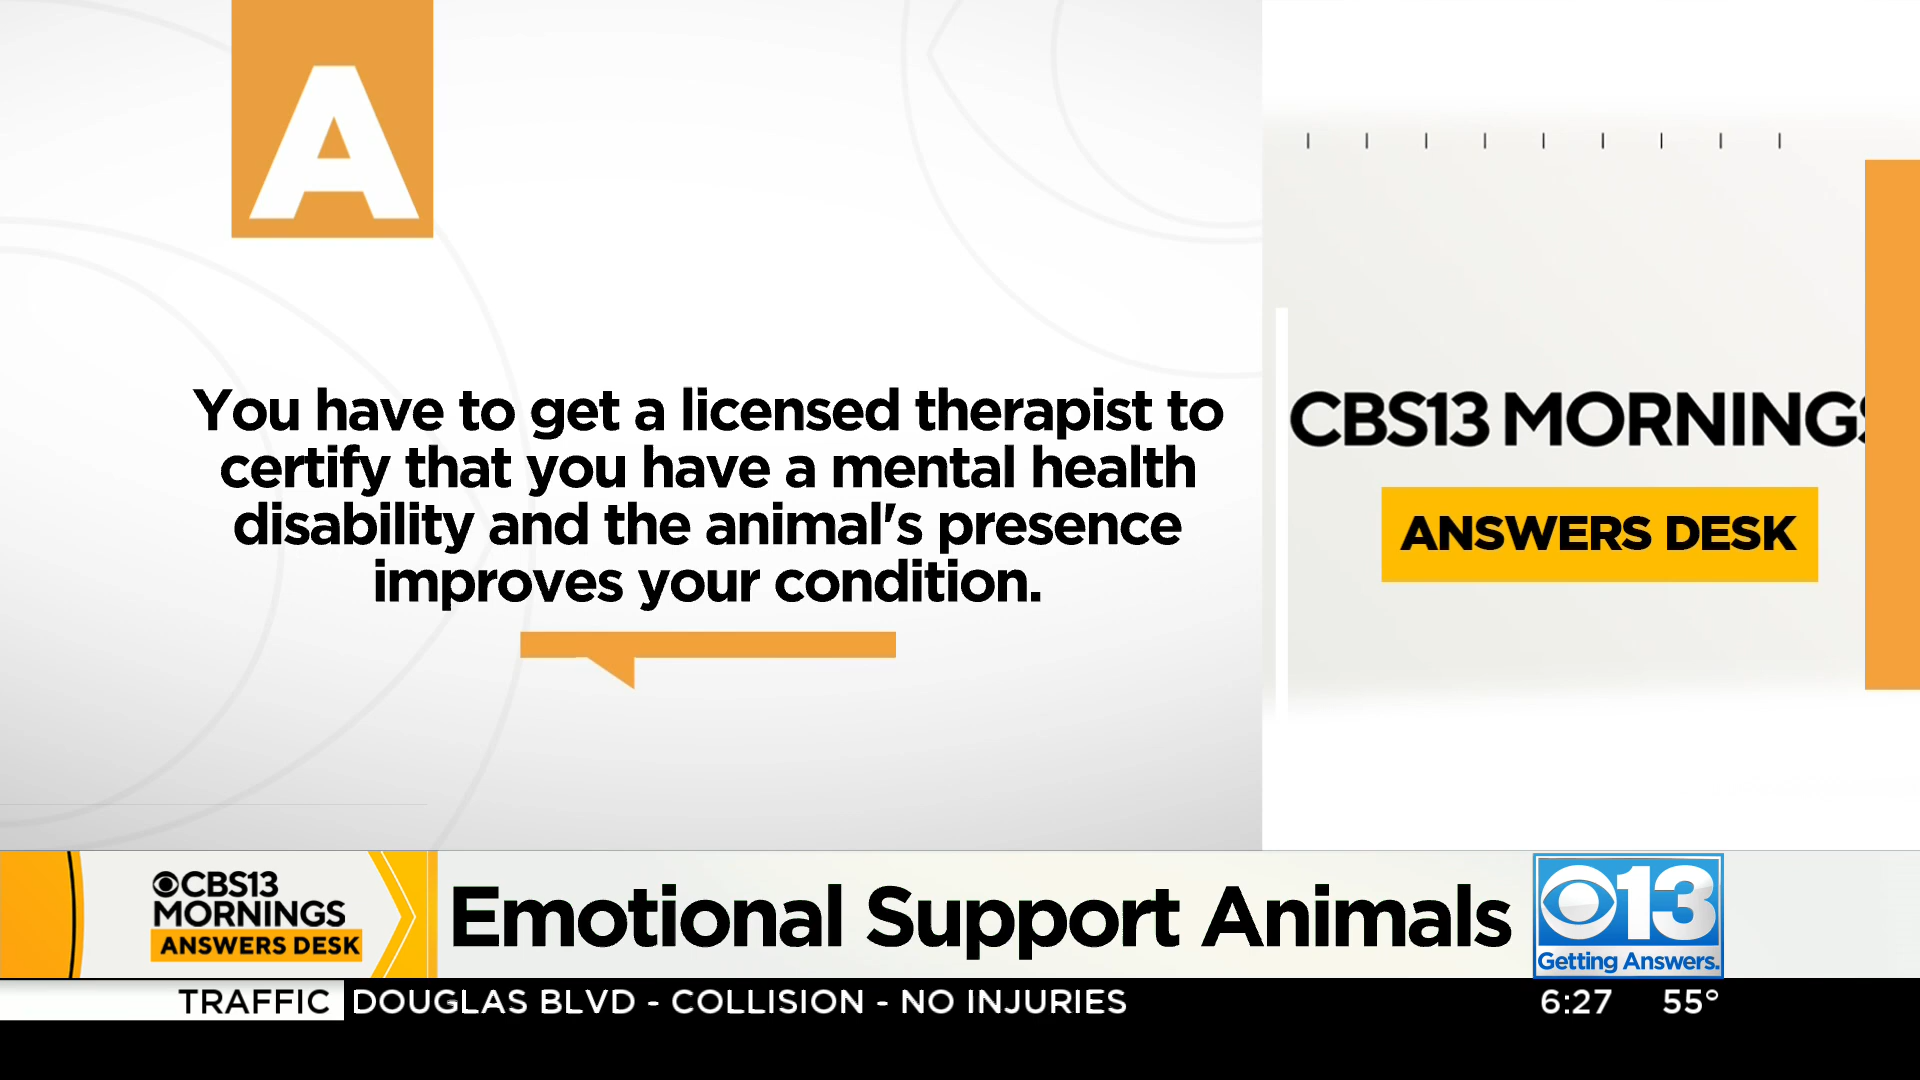 A
You have to get a licensed therapist to
certify that you have a mental health
disability and the animal's presence
improves your condition.
CBS13 MORNINGS
ANSWERS DESK
CBS13
MORNINGS
ANSWERS DESK
Emotional Support Animals
13
Getting Answers.
TRAFFIC DOUGLAS BLVD - COLLISION - NO INJURIES
6:27 55°